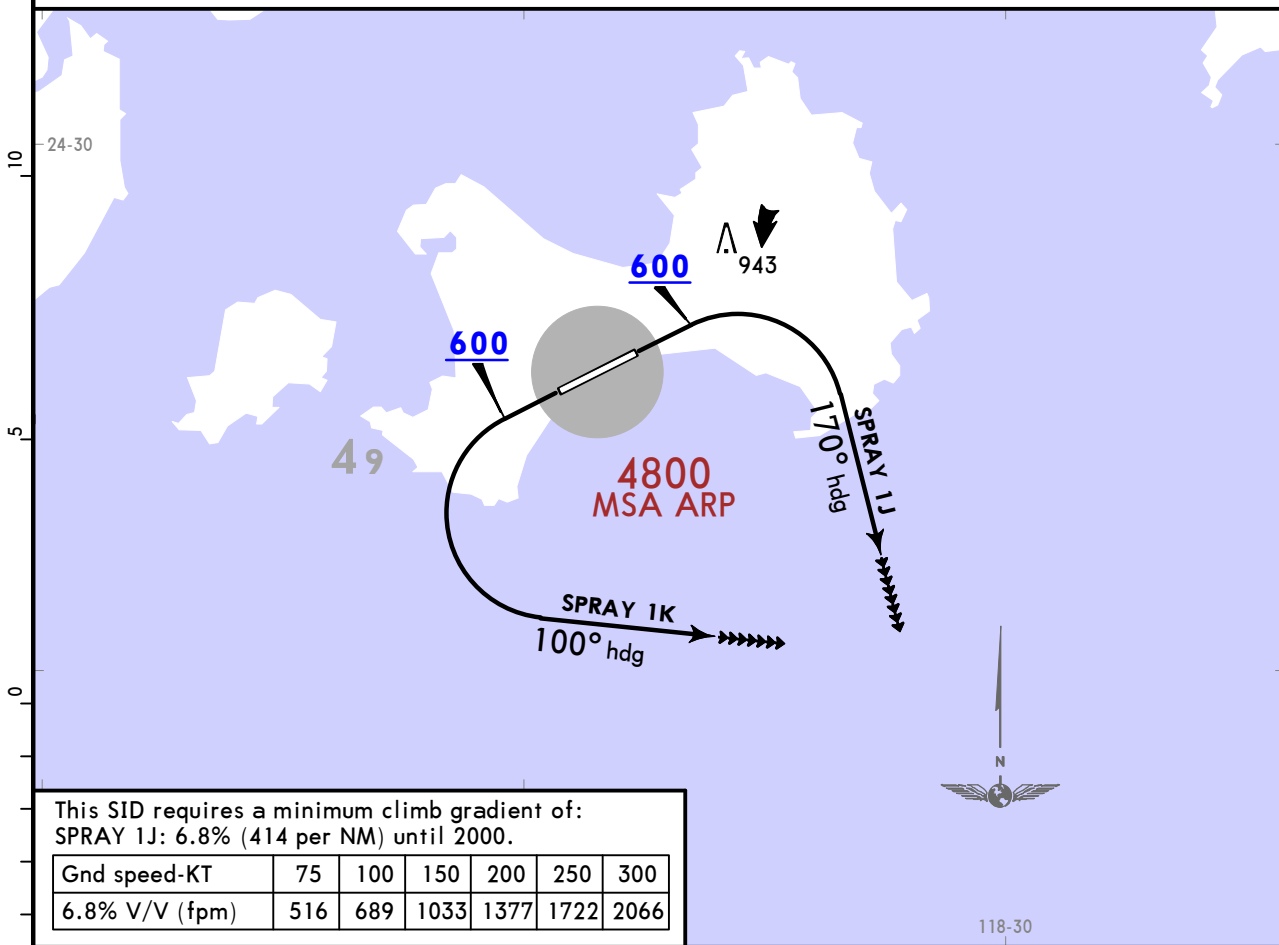 24-30
10
943
600
600
5
49
4800
MSA ARP
170° hdg
SPRAY 1J
SPRAY 1K
100° hdg
0
N
This SID requires a minimum climb gradient of:
SPRAY 1J: 6.8% (414 per NM) until 2000.
Gnd speed-KT 75 100 150 200 250 300
6.8% V/V (fpm) 516 689 1033 1377 1722 2066
118-30